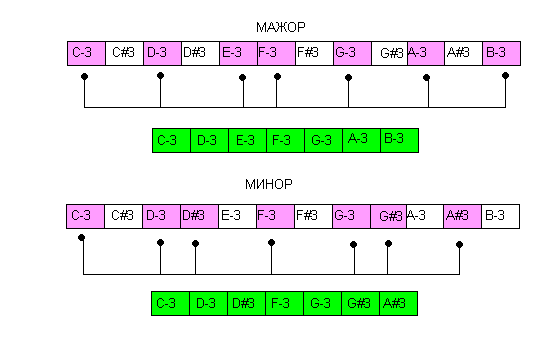 МАЖОР
C-3 C#3 D-3 D#3 E-3 F-3 F#3 G-3 G#3 A-3 A#3 B-3
C-3 D-3 E-3 F-3 G-3 A-3 B-3
МИНОР
C-3 C#3 D-3 D#3 E-3 F-3 F#3 G-3 G#3 A-3 A#3 B-3
C-3 D-3 D#3 F-3 G-3 G#3 A#3